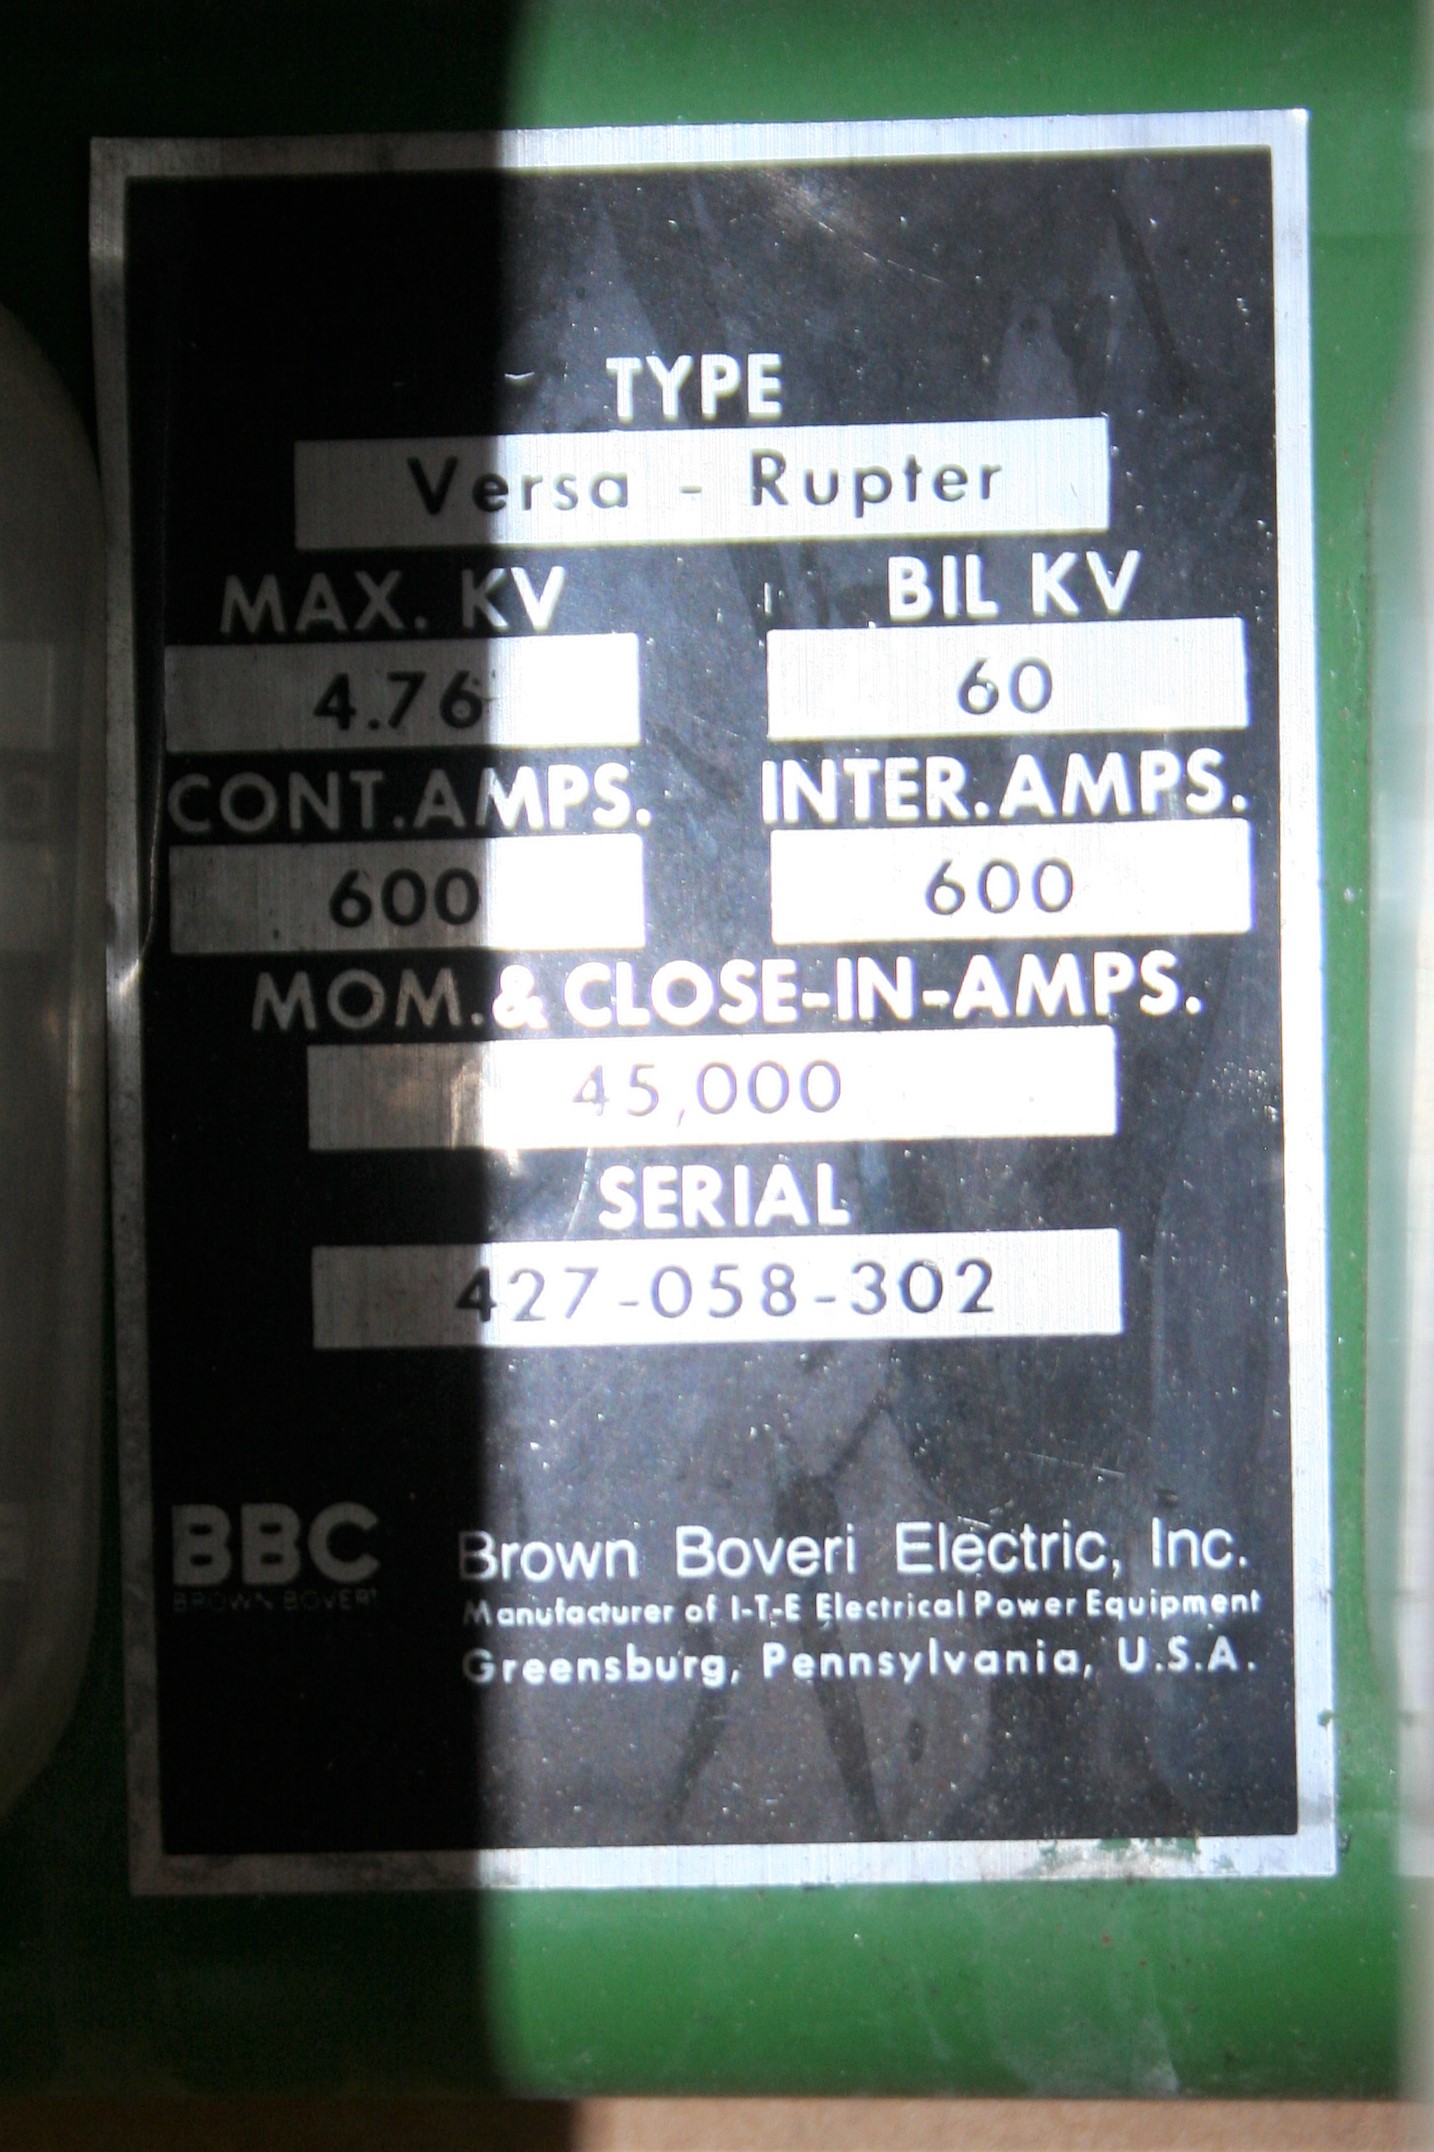 TYPE
Versa - Rupter
MAX. KV BIL KV
4.76 60
CONT.AMPS. INTER.AMPS.
600 600
MOM.& CLOSE-IN-AMPS.
45,000
SERIAL
427-058-302
BBC Brown Boveri Electric, Inc.
BROWN BOVERI Manufacturer of I-T-E Electrical Power Equipment
Greensburg, Pennsylvania, U.S.A.